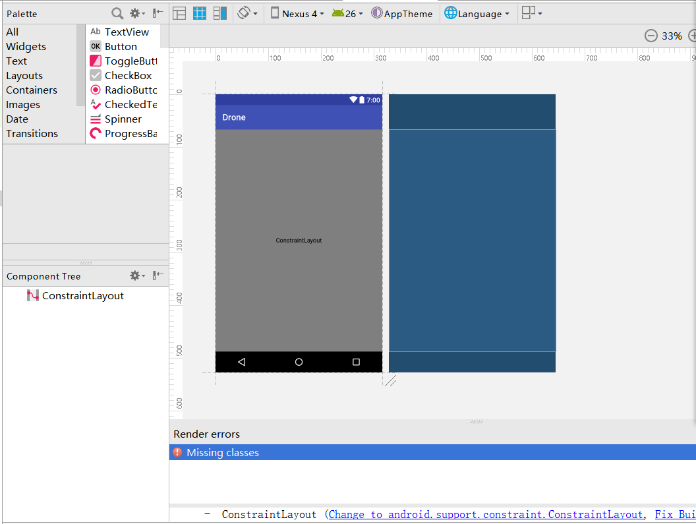 Palette
Nexus 4
26
AppTheme
Language
33%
All
Widgets
Text
Layouts
Containers
Images
Date
Transitions
Ab TextView
OK Button
ToggleButt
CheckBox
RadioButto
CheckedTe
Spinner
ProgressBa
0 100 200 300 400 500 600 700 800
0
100
200
300
400
500
600
7:00
Drone
ConstraintLayout
Component Tree
ConstraintLayout
Render errors
Missing classes
- ConstraintLayout (Change to android.support.constraint.ConstraintLayout, Fix Bui